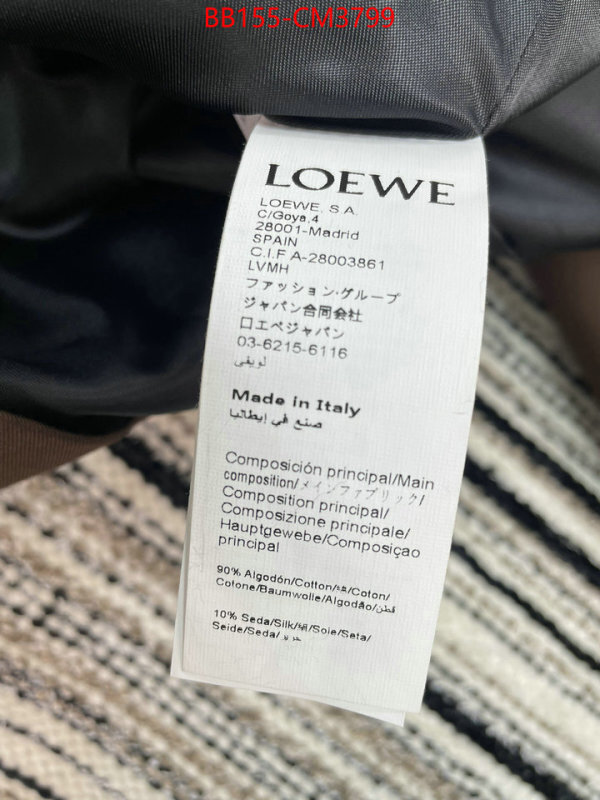 BB155-CM3799
LOEWE
LOEWE, S.A.
C/Goya,4
28001-Madrid
SPAIN
C.I.F A-28003861
LVMH
ファッション・グループ
ジャパン合同会社
ロエベジャパン
03-6215-6116
لويفي
Made in Italy
صنع في إيطاليا
Composición principal/Main
composition/メインファブリック/
Composition principal/
Composizione principale/
Hauptgewebe/Composiçao
principal
90% Algodón/Cotton/綿/Coton/
Cotone/Baumwolle/Algodão/قطن
10% Seda/Silk/絹/Soie/Seta/
Seide/Seda/حرير